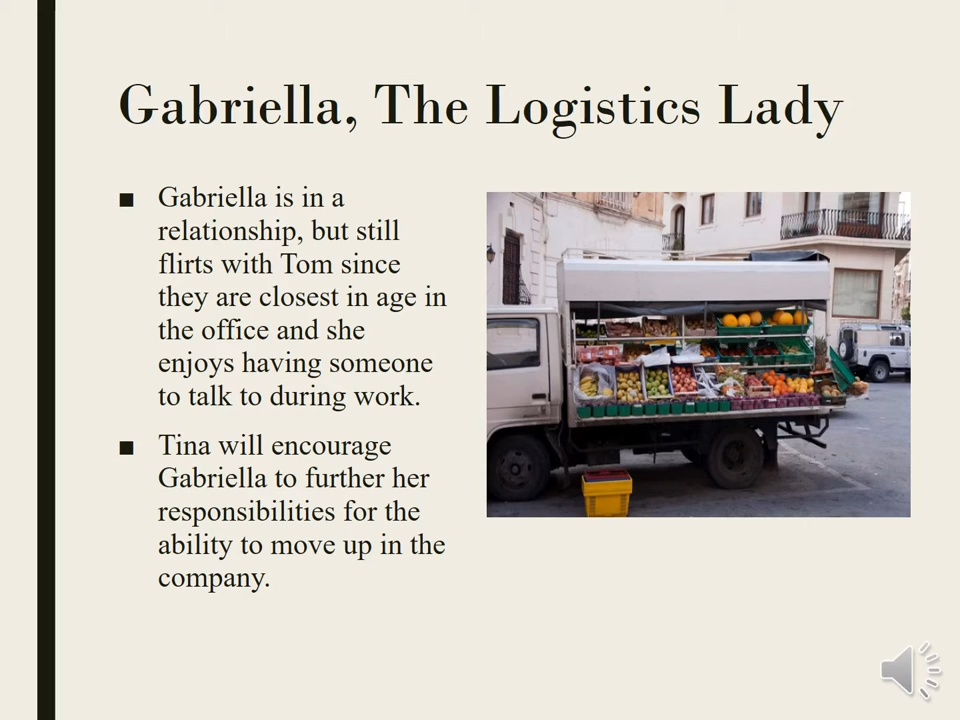 Gabriella, The Logistics Lady
Gabriella is in a
relationship, but still
flirts with Tom since
they are closest in age in
the office and she
enjoys having someone
to talk to during work.
Tina will encourage
Gabriella to further her
responsibilities for the
ability to move up in the
company.